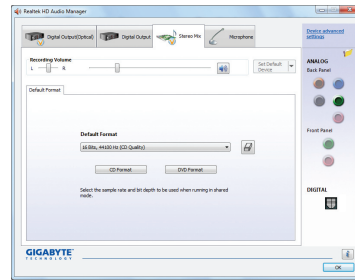 Realtek HD Audio Manager
Digital Output(Optical)
Digital Output
Stereo Mix
Microphone
Device advanced
settings
Recording Volume
L
R
Set Default
Device
ANALOG
Back Panel
Default Format
Default Format
16 Bits, 44100 Hz (CD Quality)
CD Format
DVD Format
Select the sample rate and bit depth to be used when running in shared
mode.
Front Panel
DIGITAL
GIGABYTE
TECHNOLOGY
OK